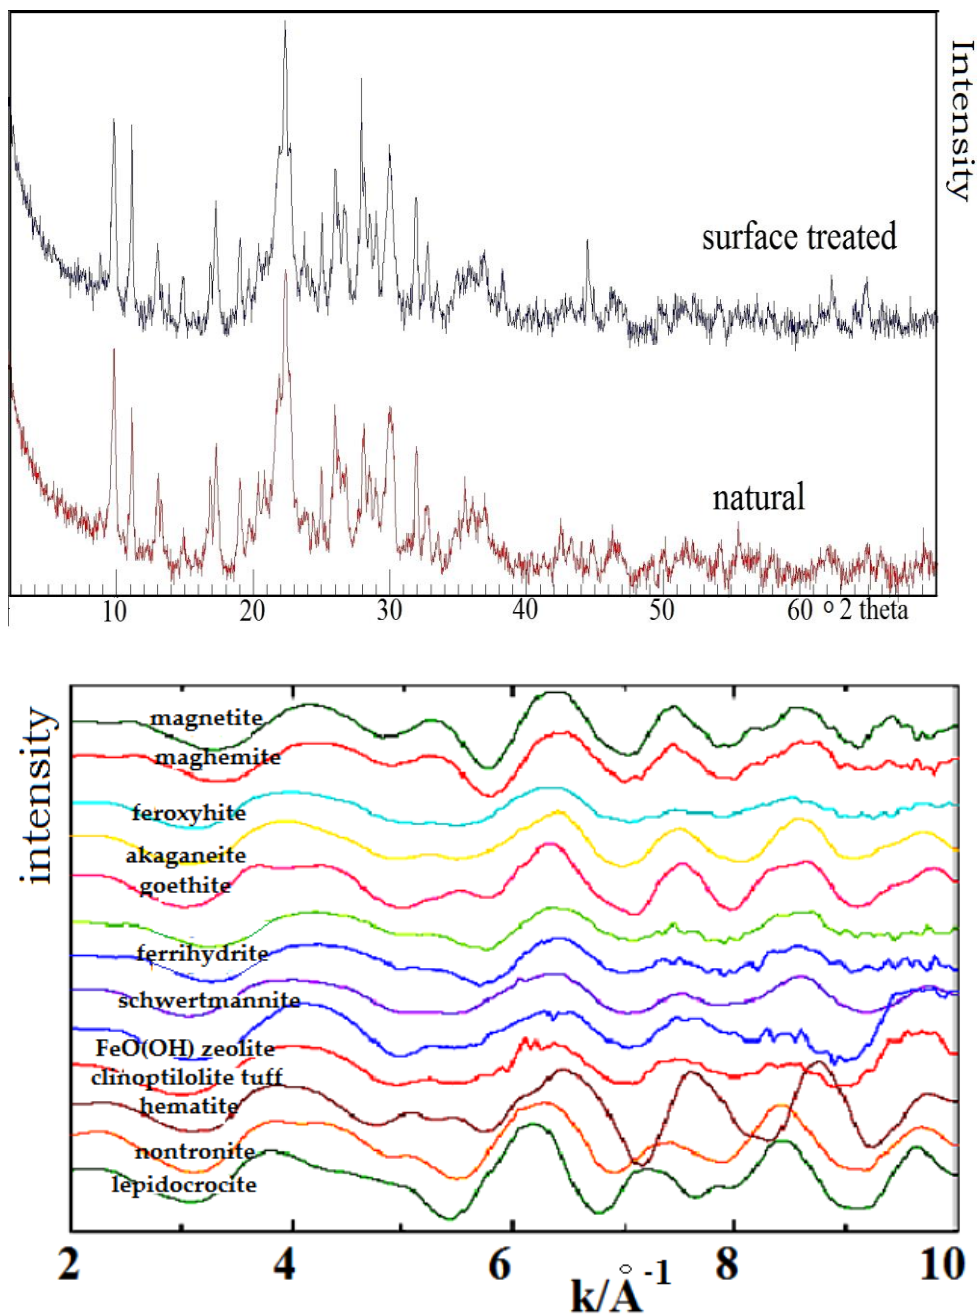 Intensity
surface treated
natural
10 20 30 40 50 60 ° 2 theta
intensity
magnetite
maghemite
feroxyhite
akaganeite
goethite
ferrihydrite
schwertmannite
FeO(OH) zeolite
clinoptilolite tuff
hematite
nontronite
lepidocrocite
2 4 6 8 10
k/Å⁻¹